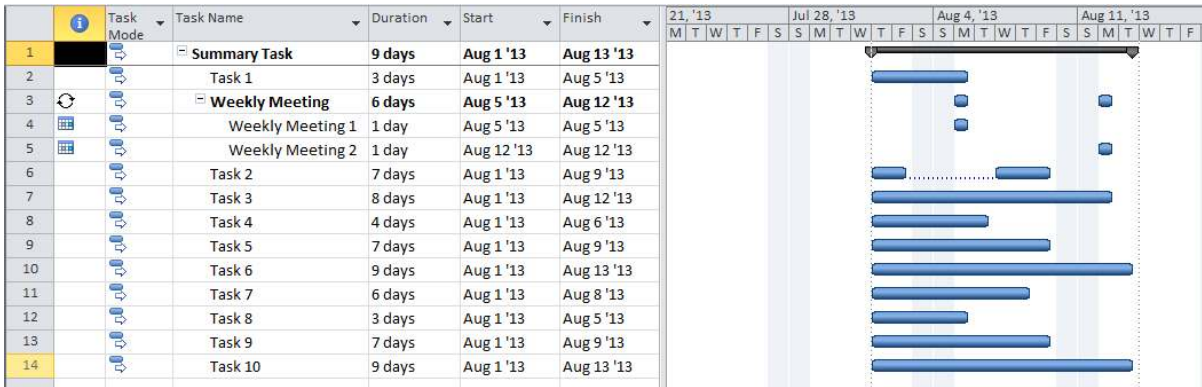 Task Mode Task Name Duration Start Finish 21, '13 Jul 28, '13 Aug 4, '13 Aug 11, '13
M T W T F S S M T W T F S S M T W T F S S M T W T F
1 Summary Task 9 days Aug 1 '13 Aug 13 '13
2 Task 1 3 days Aug 1 '13 Aug 5 '13
3 Weekly Meeting 6 days Aug 5 '13 Aug 12 '13
4 Weekly Meeting 1 1 day Aug 5 '13 Aug 5 '13
5 Weekly Meeting 2 1 day Aug 12 '13 Aug 12 '13
6 Task 2 7 days Aug 1 '13 Aug 9 '13
7 Task 3 8 days Aug 1 '13 Aug 12 '13
8 Task 4 4 days Aug 1 '13 Aug 6 '13
9 Task 5 7 days Aug 1 '13 Aug 9 '13
10 Task 6 9 days Aug 1 '13 Aug 13 '13
11 Task 7 6 days Aug 1 '13 Aug 8 '13
12 Task 8 3 days Aug 1 '13 Aug 5 '13
13 Task 9 7 days Aug 1 '13 Aug 9 '13
14 Task 10 9 days Aug 1 '13 Aug 13 '13